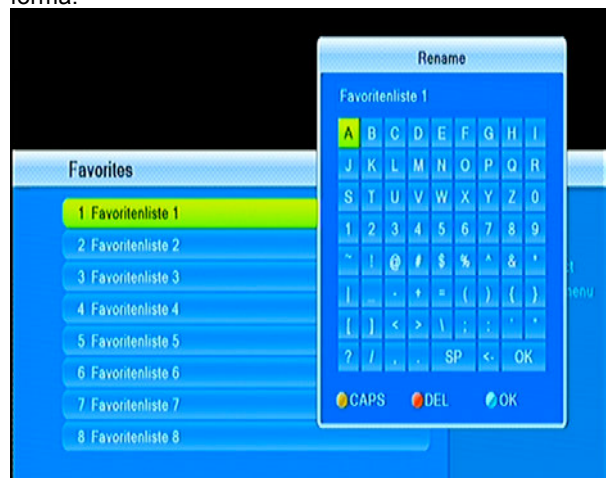 forma:
Rename
Favoritenliste 1
A B C D E F G H I
J K L M N O P Q R
S T U V W X Y Z 0
1 2 3 4 5 6 7 8 9
~ ! @ # $ % ^ & '
| _ - + = ( ) { }
[ ] < > \ ; : ' "
? / , . SP <- OK
CAPS DEL OK
Favorites
1 Favoritenliste 1
2 Favoritenliste 2
3 Favoritenliste 3
4 Favoritenliste 4
5 Favoritenliste 5
6 Favoritenliste 6
7 Favoritenliste 7
8 Favoritenliste 8
menu